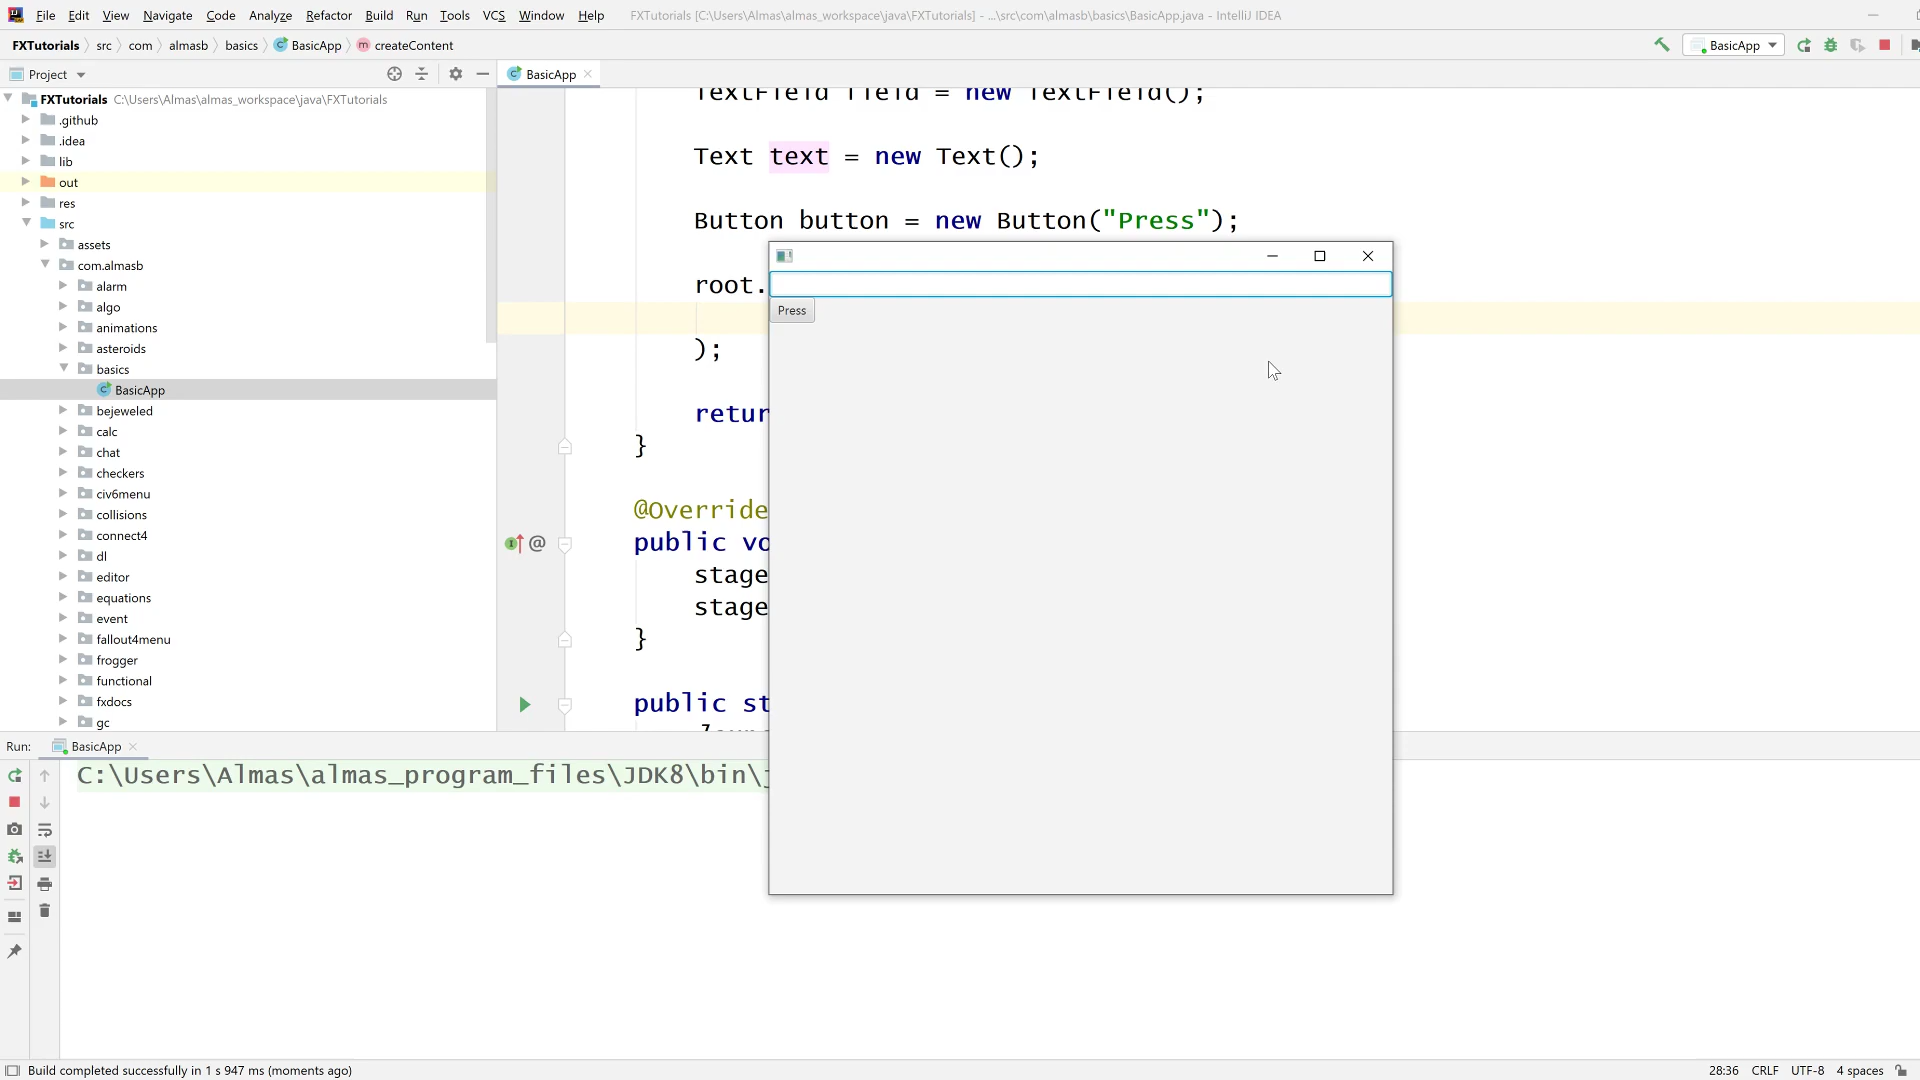 File Edit View Navigate Code Analyze Refactor Build Run Tools VCS Window Help FXTutorials [C:\Users\Almas\almas_workspace\java\FXTutorials] - ...\src\com\almasb\basics\BasicApp.java - IntelliJ IDEA
FXTutorials src com almasb basics BasicApp createContent
BasicApp
Project
BasicApp
FXTutorials C:\Users\Almas\almas_workspace\java\FXTutorials
.github
.idea
lib
out
res
src
assets
com.almasb
alarm
algo
animations
asteroids
basics
BasicApp
bejeweled
calc
chat
checkers
civ6menu
collisions
connect4
dl
editor
equations
event
fallout4menu
frogger
functional
fxdocs
gc
TextField field = new TextField();
Text text = new Text();
Button button = new Button("Press");
root.
);
retur
}
@Override
public vo
stage
stage
}
public st
Press
Run: BasicApp
C:\Users\Almas\almas_program_files\JDK8\bin\j
Build completed successfully in 1 s 947 ms (moments ago)
28:36 CRLF UTF-8 4 spaces